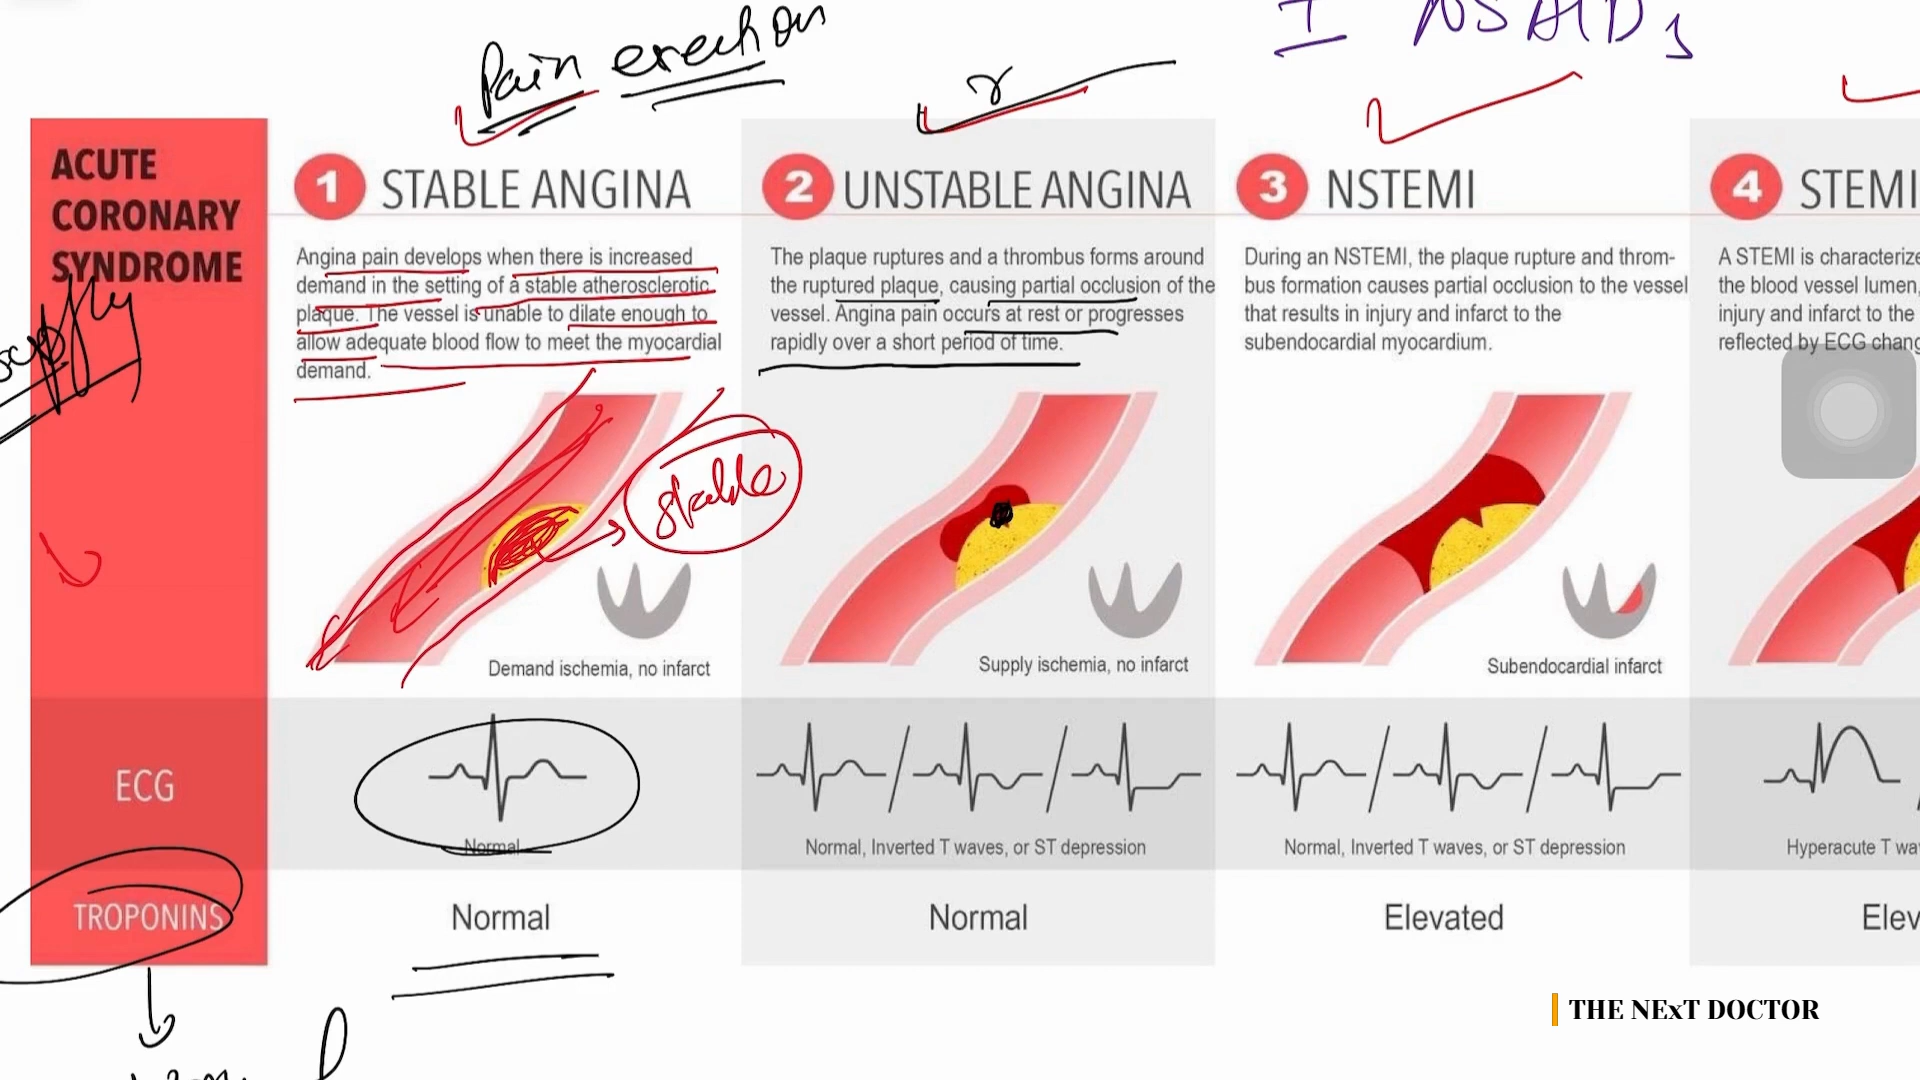 Pain erection
I NSAIDs
ACUTE
CORONARY
SYNDROME
supply
1 STABLE ANGINA
Angina pain develops when there is increased
demand in the setting of a stable atherosclerotic
plaque. The vessel is unable to dilate enough to
allow adequate blood flow to meet the myocardial
demand.
stable
Demand ischemia, no infarct
2 UNSTABLE ANGINA
The plaque ruptures and a thrombus forms around
the ruptured plaque, causing partial occlusion of the
vessel. Angina pain occurs at rest or progresses
rapidly over a short period of time.
Supply ischemia, no infarct
3 NSTEMI
During an NSTEMI, the plaque rupture and throm-
bus formation causes partial occlusion to the vessel
that results in injury and infarct to the
subendocardial myocardium.
Subendocardial infarct
4 STEMI
A STEMI is characterize
the blood vessel lumen,
injury and infarct to the
reflected by ECG chang
ECG
Normal
Normal, Inverted T waves, or ST depression
Normal, Inverted T waves, or ST depression
Hyperacute T wa
TROPONINS
Normal
Normal
Elevated
Elev
THE NExT DOCTOR